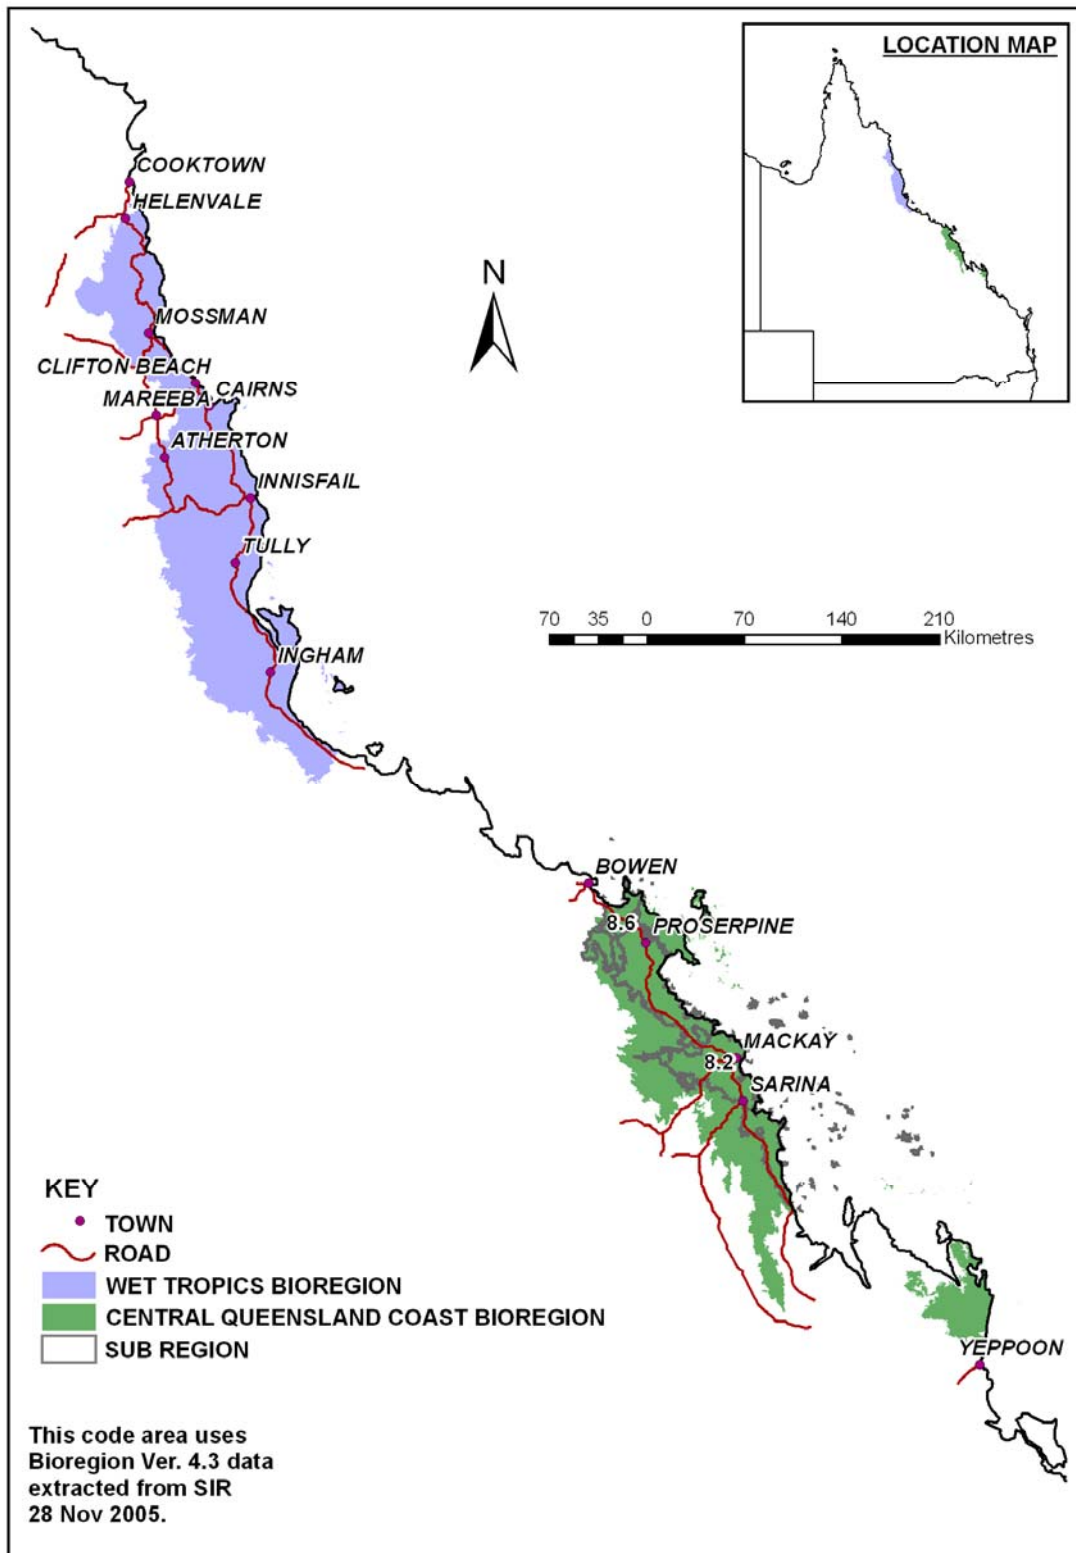 LOCATION MAP
COOKTOWN
HELENVALE
N
MOSSMAN
CLIFTON BEACH
CAIRNS
MAREEBA
ATHERTON
INNISFAIL
TULLY
70 35 0 70 140 210
Kilometres
INGHAM
BOWEN
8.6
PROSERPINE
MACKAY
8.2
SARINA
KEY
TOWN
ROAD
WET TROPICS BIOREGION
CENTRAL QUEENSLAND COAST BIOREGION
SUB REGION
YEPPOON
This code area uses
Bioregion Ver. 4.3 data
extracted from SIR
28 Nov 2005.